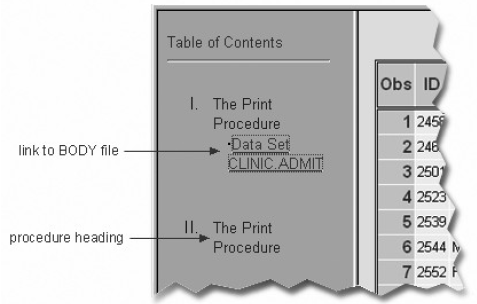 Table of Contents
I. The Print
Procedure
·Data Set
CLINIC.ADMIT
link to BODY file
II. The Print
Procedure
procedure heading
Obs ID
1 2458
2 246
3 2501
4 2523
5 2539
6 2544 M
7 2552 F